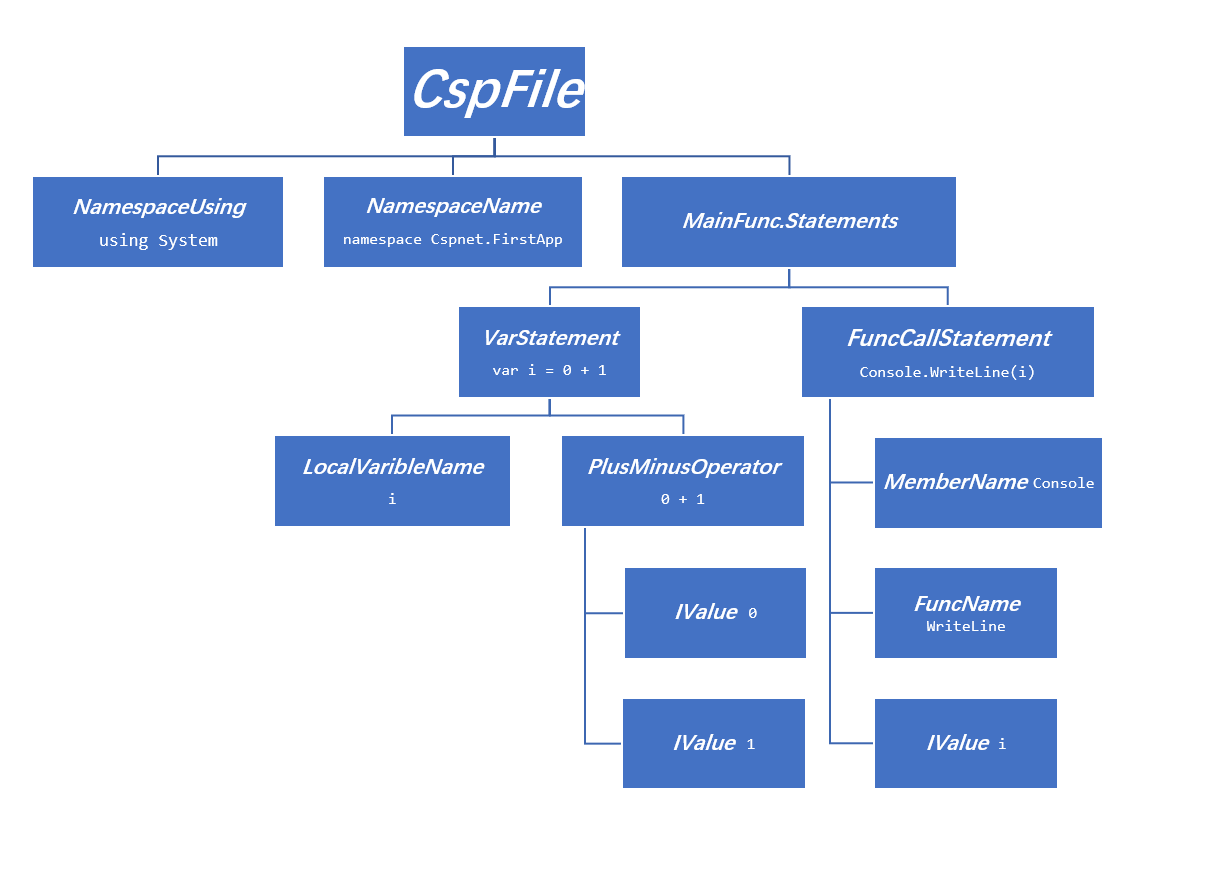 CspFile
NamespaceUsing
using System
NamespaceName
namespace Cspnet.FirstApp
MainFunc.Statements
VarStatement
var i = 0 + 1
FuncCallStatement
Console.WriteLine(i)
LocalVaribleName
i
PlusMinusOperator
0 + 1
MemberName Console
IValue 0
FuncName
WriteLine
IValue 1
IValue i